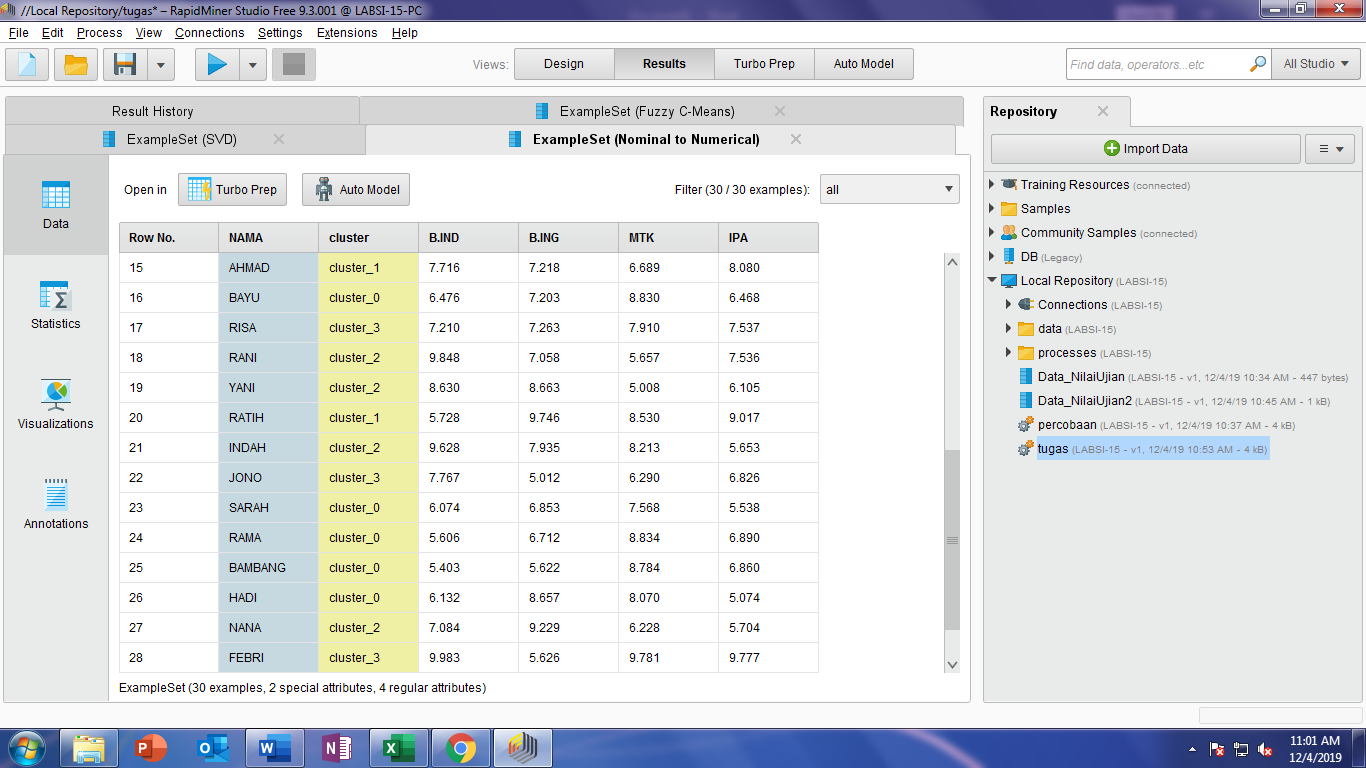 //Local Repository/tugas* – RapidMiner Studio Free 9.3.001 @ LABSI-15-PC
File Edit Process View Connections Settings Extensions Help
Views: Design Results Turbo Prep Auto Model Find data, operators...etc All Studio
Result History ExampleSet (Fuzzy C-Means)
ExampleSet (SVD) ExampleSet (Nominal to Numerical)
Data
Statistics
Visualizations
Annotations
Open in Turbo Prep Auto Model Filter (30 / 30 examples): all
Row No. NAMA cluster B.IND B.ING MTK IPA
15 AHMAD cluster_1 7.716 7.218 6.689 8.080
16 BAYU cluster_0 6.476 7.203 8.830 6.468
17 RISA cluster_3 7.210 7.263 7.910 7.537
18 RANI cluster_2 9.848 7.058 5.657 7.536
19 YANI cluster_2 8.630 8.663 5.008 6.105
20 RATIH cluster_1 5.728 9.746 8.530 9.017
21 INDAH cluster_2 9.628 7.935 8.213 5.653
22 JONO cluster_3 7.767 5.012 6.290 6.826
23 SARAH cluster_0 6.074 6.853 7.568 5.538
24 RAMA cluster_0 5.606 6.712 8.834 6.890
25 BAMBANG cluster_0 5.403 5.622 8.784 6.860
26 HADI cluster_0 6.132 8.657 8.070 5.074
27 NANA cluster_2 7.084 9.229 6.228 5.704
28 FEBRI cluster_3 9.983 5.626 9.781 9.777
ExampleSet (30 examples, 2 special attributes, 4 regular attributes)
Repository
Import Data
Training Resources (connected)
Samples
Community Samples (connected)
DB (Legacy)
Local Repository (LABSI-15)
Connections (LABSI-15)
data (LABSI-15)
processes (LABSI-15)
Data_NilaiUjian (LABSI-15 – v1, 12/4/19 10:34 AM – 447 bytes)
Data_NilaiUjian2 (LABSI-15 – v1, 12/4/19 10:45 AM – 1 kB)
percobaan (LABSI-15 – v1, 12/4/19 10:37 AM – 4 kB)
tugas (LABSI-15 – v1, 12/4/19 10:53 AM – 4 kB)
11:01 AM
12/4/2019